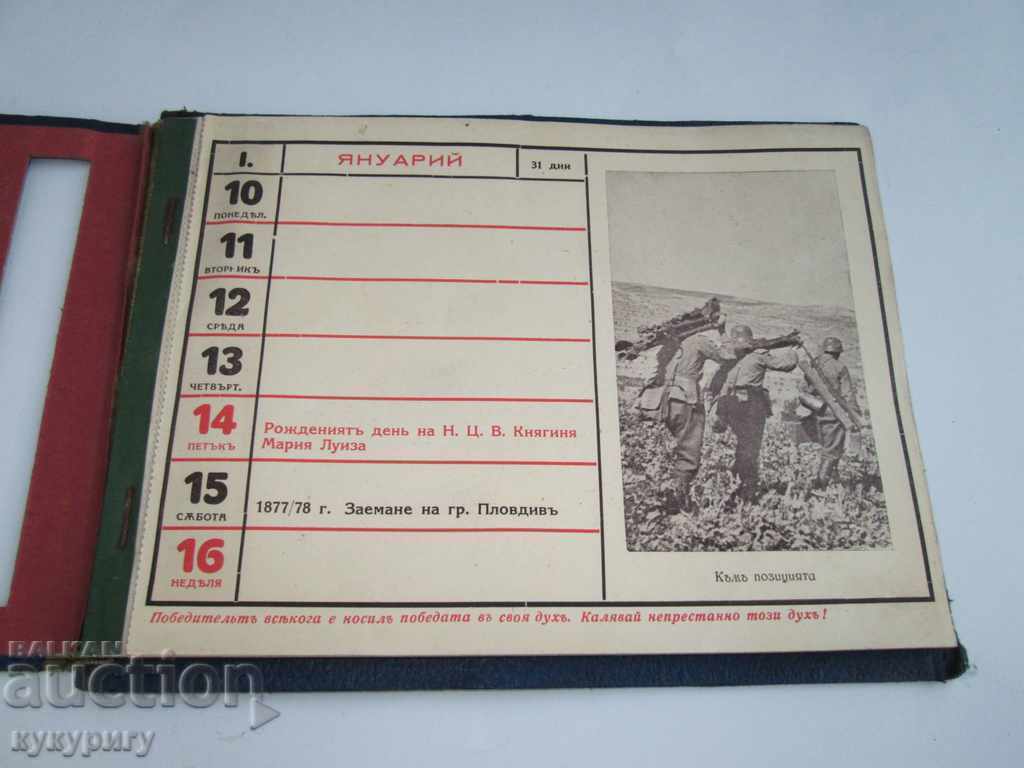 I. ЯНУАРИЙ 31 дни
10
ПОНЕДѢЛ.
11
ВТОРНИКЪ
12
СРѢДА
13
ЧЕТВЪРТ.
14
ПЕТЪКЪ
Рождениятъ день на Н. Ц. В. Княгиня
Мария Луиза
15
СѪБОТА
1877/78 г. Заемане на гр. Пловдивъ
16
НЕДѢЛЯ
Къмъ позицията
Победительтъ всѣкога е носилъ победата въ своя духъ. Калявай непрестанно този духъ!
BALKAN
auction
кукуригу